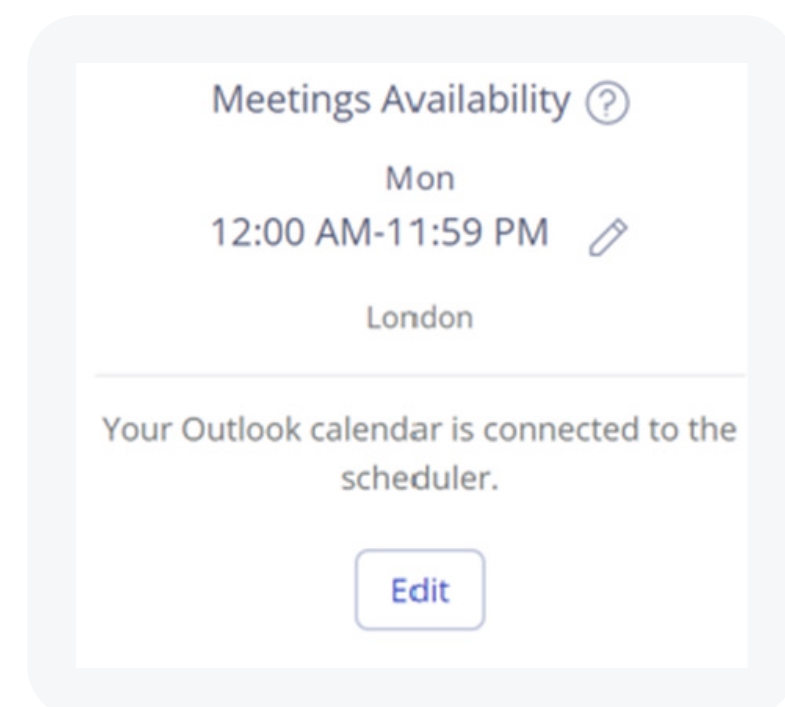 Meetings Availability ?
Mon
12:00 AM-11:59 PM
London
Your Outlook calendar is connected to the
scheduler.
Edit